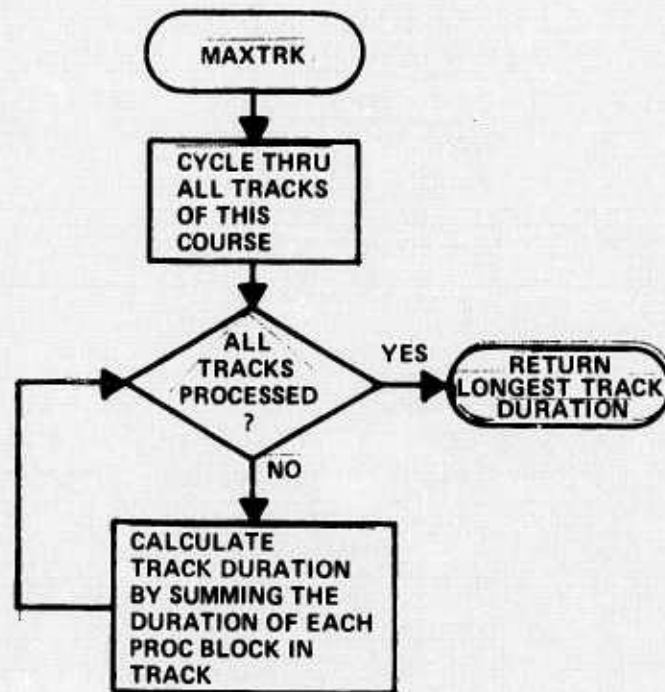 MAXTRK
CYCLE THRU
ALL TRACKS
OF THIS
COURSE
ALL
TRACKS
PROCESSED
?
YES
RETURN
LONGEST TRACK
DURATION
NO
CALCULATE
TRACK DURATION
BY SUMMING THE
DURATION OF EACH
PROC BLOCK IN
TRACK